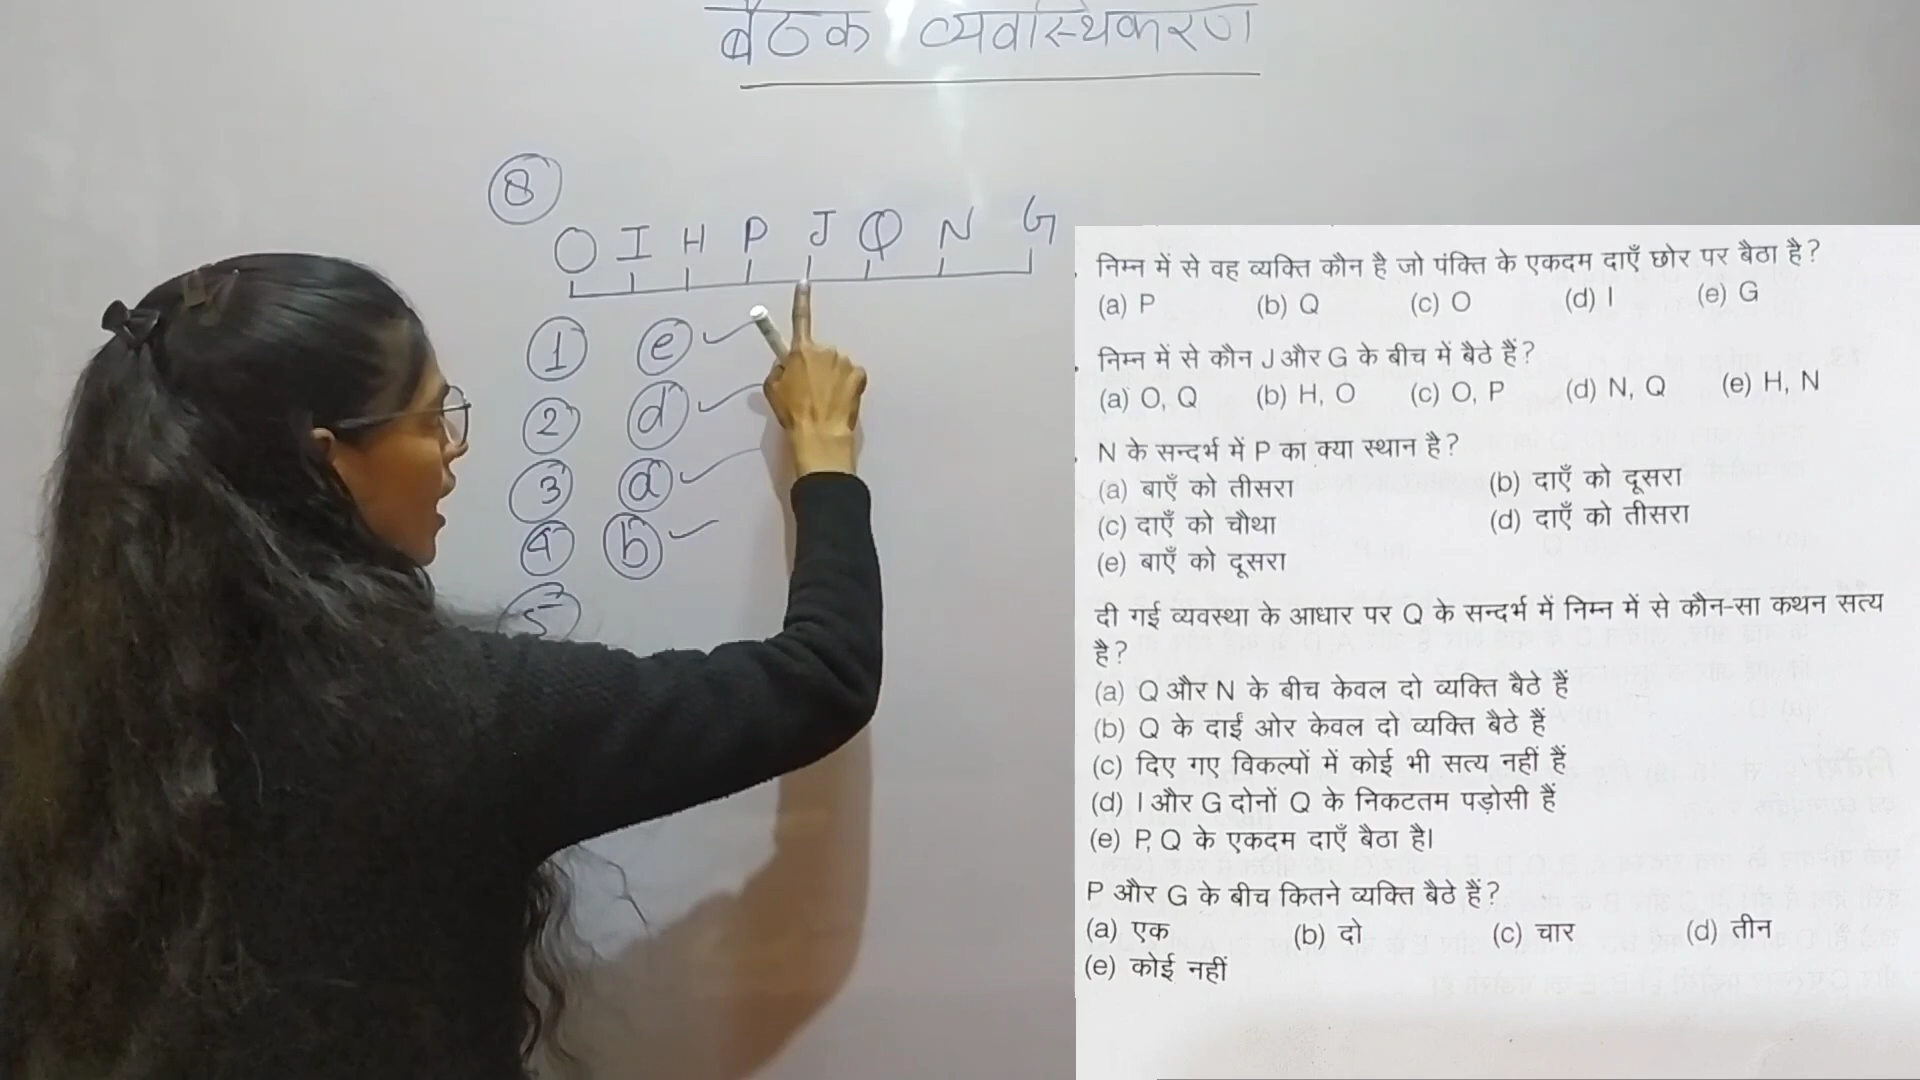 बैठक व्यवस्थिकरण
8
O I H P J Q N G
1 e
2 d
3 a
4 b
5
निम्न में से वह व्यक्ति कौन है जो पंक्ति के एकदम दाएँ छोर पर बैठा है?
(a) P (b) Q (c) O (d) I (e) G
निम्न में से कौन J और G के बीच में बैठे हैं?
(a) O, Q (b) H, O (c) O, P (d) N, Q (e) H, N
N के सन्दर्भ में P का क्या स्थान है?
(a) बाएँ को तीसरा (b) दाएँ को दूसरा
(c) दाएँ को चौथा (d) दाएँ को तीसरा
(e) बाएँ को दूसरा
दी गई व्यवस्था के आधार पर Q के सन्दर्भ में निम्न में से कौन-सा कथन सत्य
है?
(a) Q और N के बीच केवल दो व्यक्ति बैठे हैं
(b) Q के दाईं ओर केवल दो व्यक्ति बैठे हैं
(c) दिए गए विकल्पों में कोई भी सत्य नहीं हैं
(d) I और G दोनों Q के निकटतम पड़ोसी हैं
(e) P, Q के एकदम दाएँ बैठा है।
P और G के बीच कितने व्यक्ति बैठे हैं?
(a) एक (b) दो (c) चार (d) तीन
(e) कोई नहीं